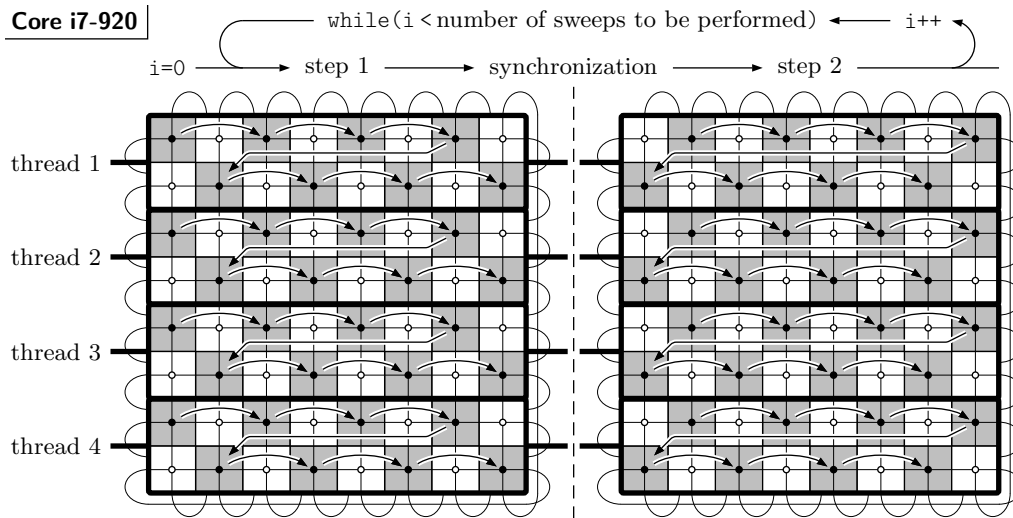 Core i7-920
while(i < number of sweeps to be performed)
i++
i=0
step 1
synchronization
step 2
thread 1
thread 2
thread 3
thread 4